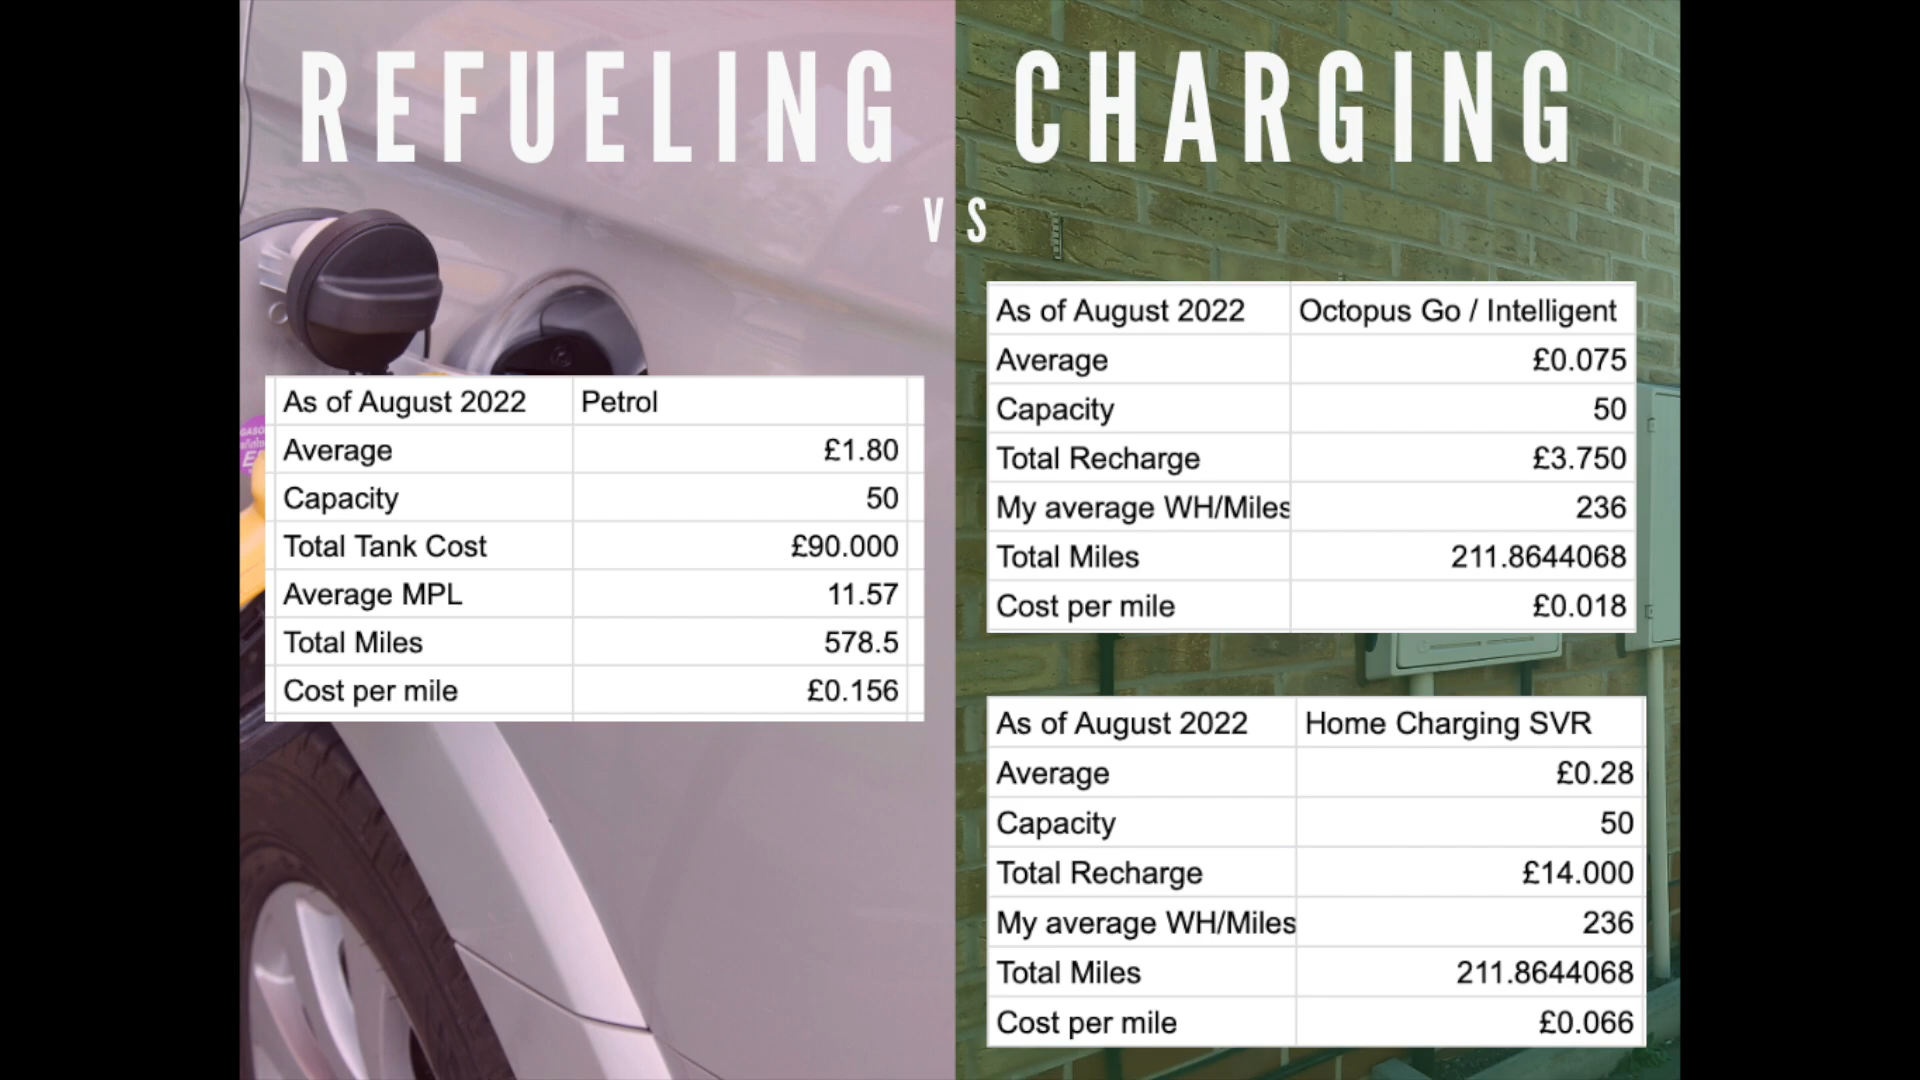 REFUELING
VS
CHARGING
As of August 2022 Petrol
Average £1.80
Capacity 50
Total Tank Cost £90.000
Average MPL 11.57
Total Miles 578.5
Cost per mile £0.156
As of August 2022 Octopus Go / Intelligent
Average £0.075
Capacity 50
Total Recharge £3.750
My average WH/Miles 236
Total Miles 211.8644068
Cost per mile £0.018
As of August 2022 Home Charging SVR
Average £0.28
Capacity 50
Total Recharge £14.000
My average WH/Miles 236
Total Miles 211.8644068
Cost per mile £0.066